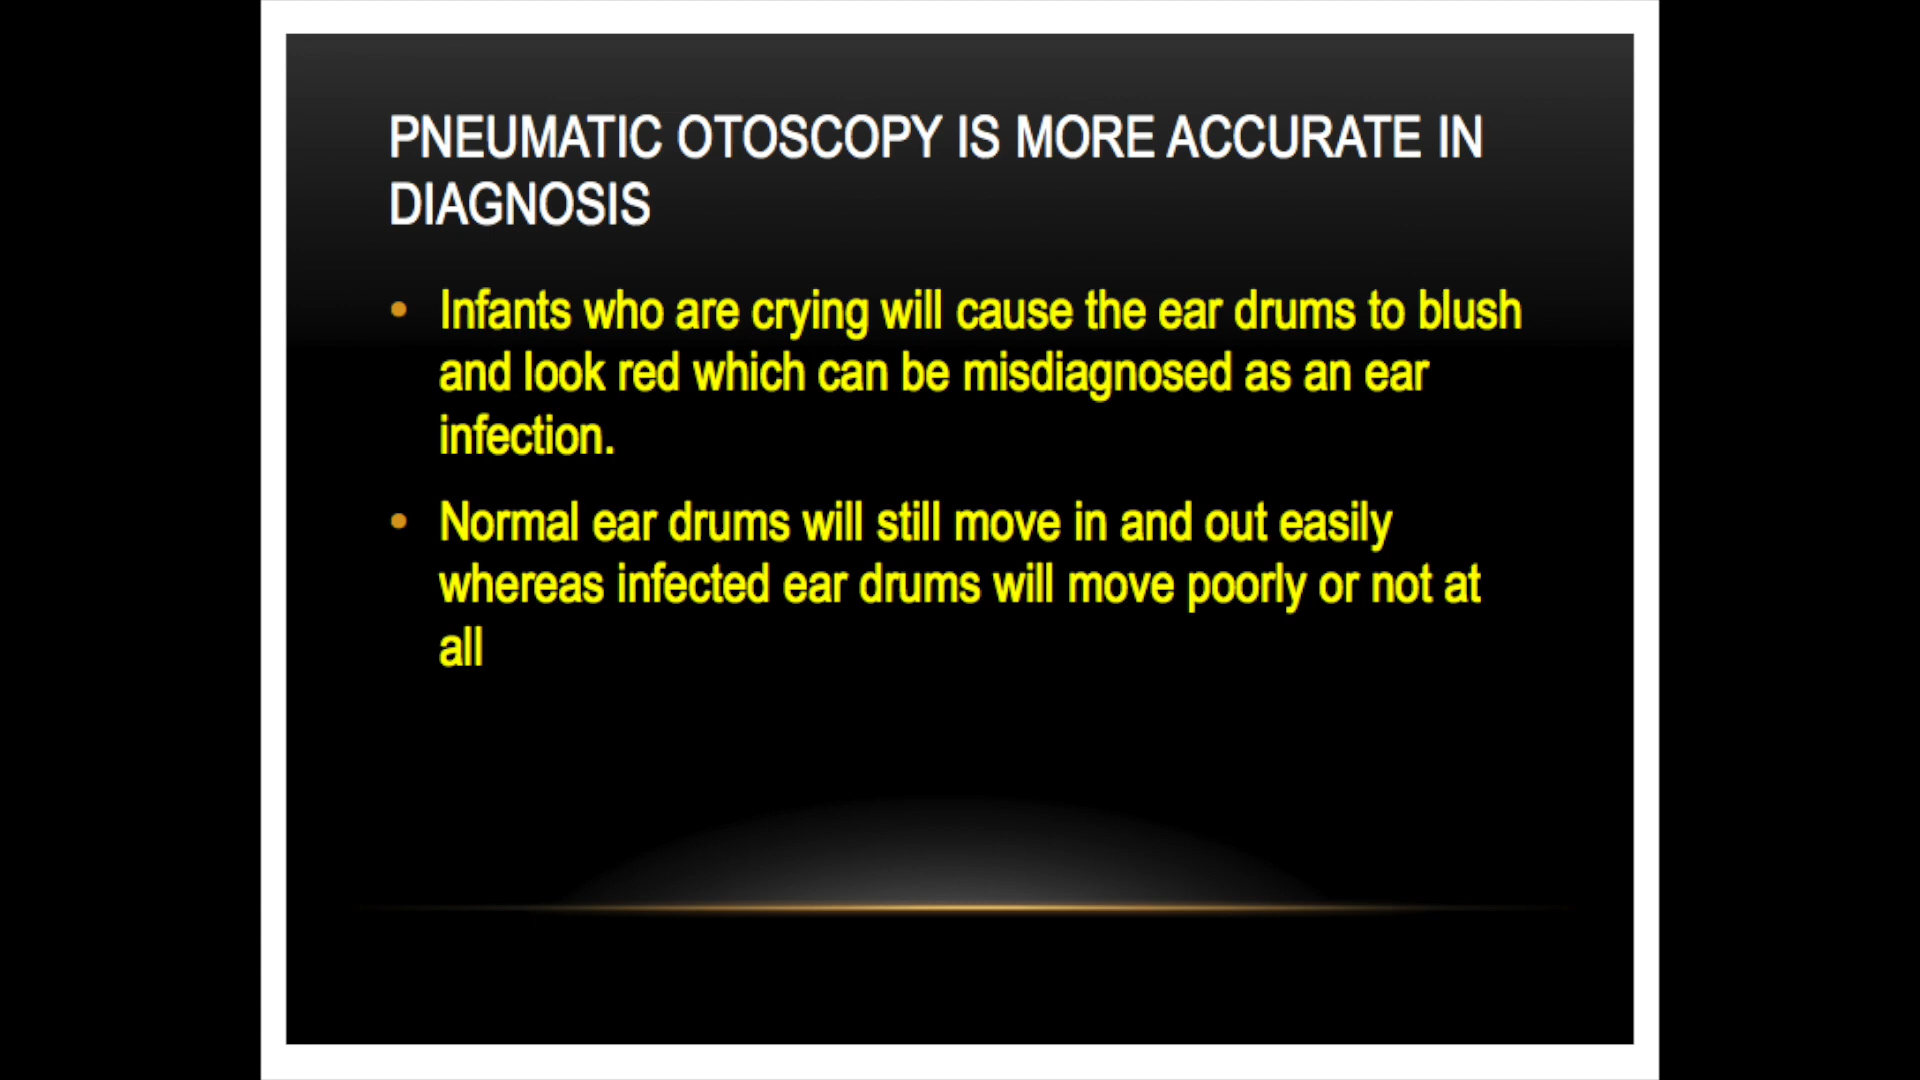 PNEUMATIC OTOSCOPY IS MORE ACCURATE IN
DIAGNOSIS
• Infants who are crying will cause the ear drums to blush
and look red which can be misdiagnosed as an ear
infection.
• Normal ear drums will still move in and out easily
whereas infected ear drums will move poorly or not at
all